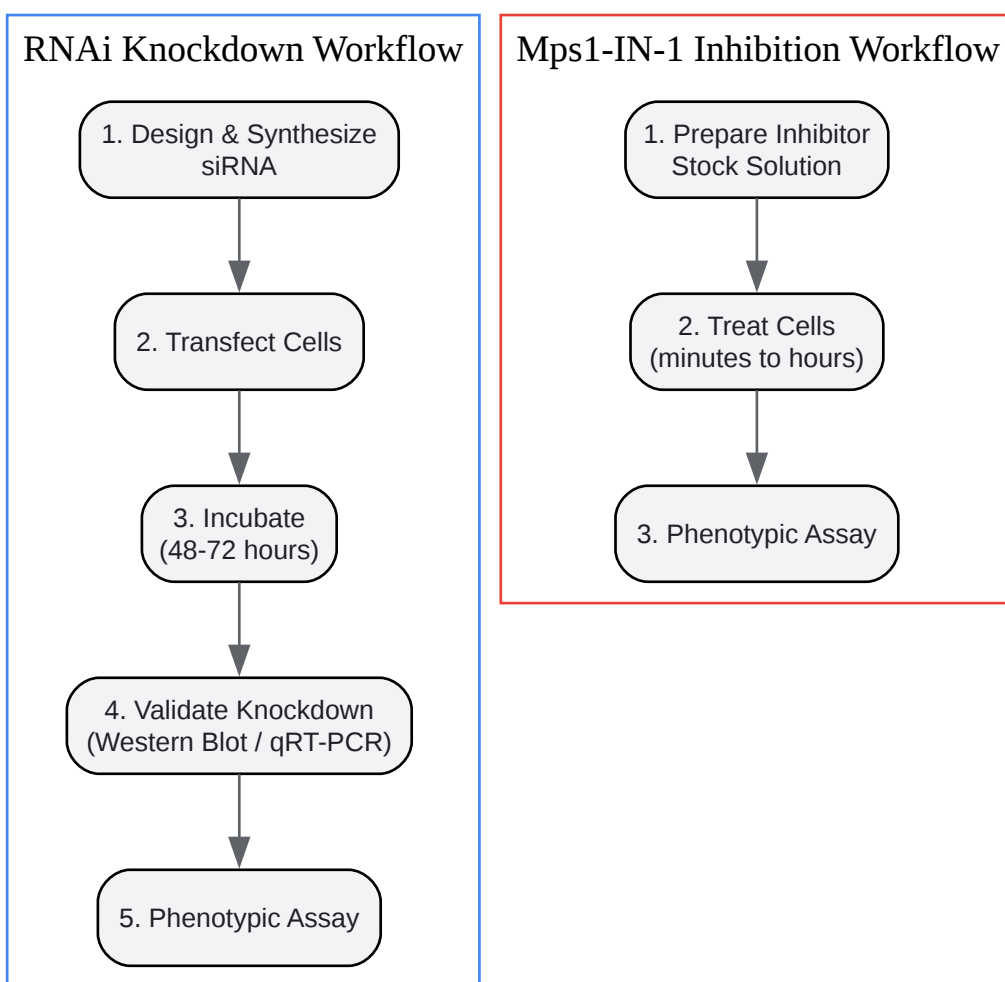 RNAi Knockdown Workflow
1. Design & Synthesize
siRNA
2. Transfect Cells
3. Incubate
(48-72 hours)
4. Validate Knockdown
(Western Blot / qRT-PCR)
5. Phenotypic Assay
Mps1-IN-1 Inhibition Workflow
1. Prepare Inhibitor
Stock Solution
2. Treat Cells
(minutes to hours)
3. Phenotypic Assay